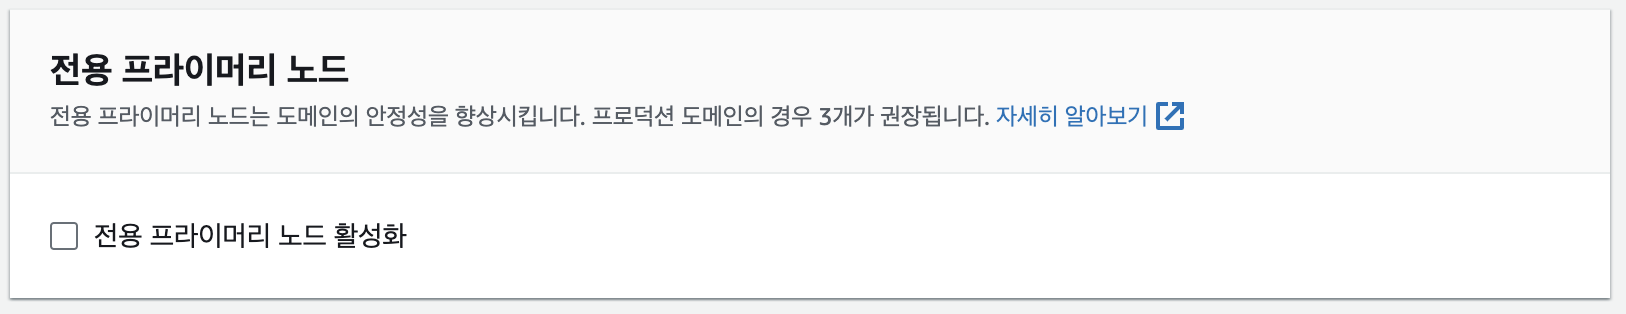 전용 프라이머리 노드
전용 프라이머리 노드는 도메인의 안정성을 향상시킵니다. 프로덕션 도메인의 경우 3개가 권장됩니다. 자세히 알아보기
전용 프라이머리 노드 활성화